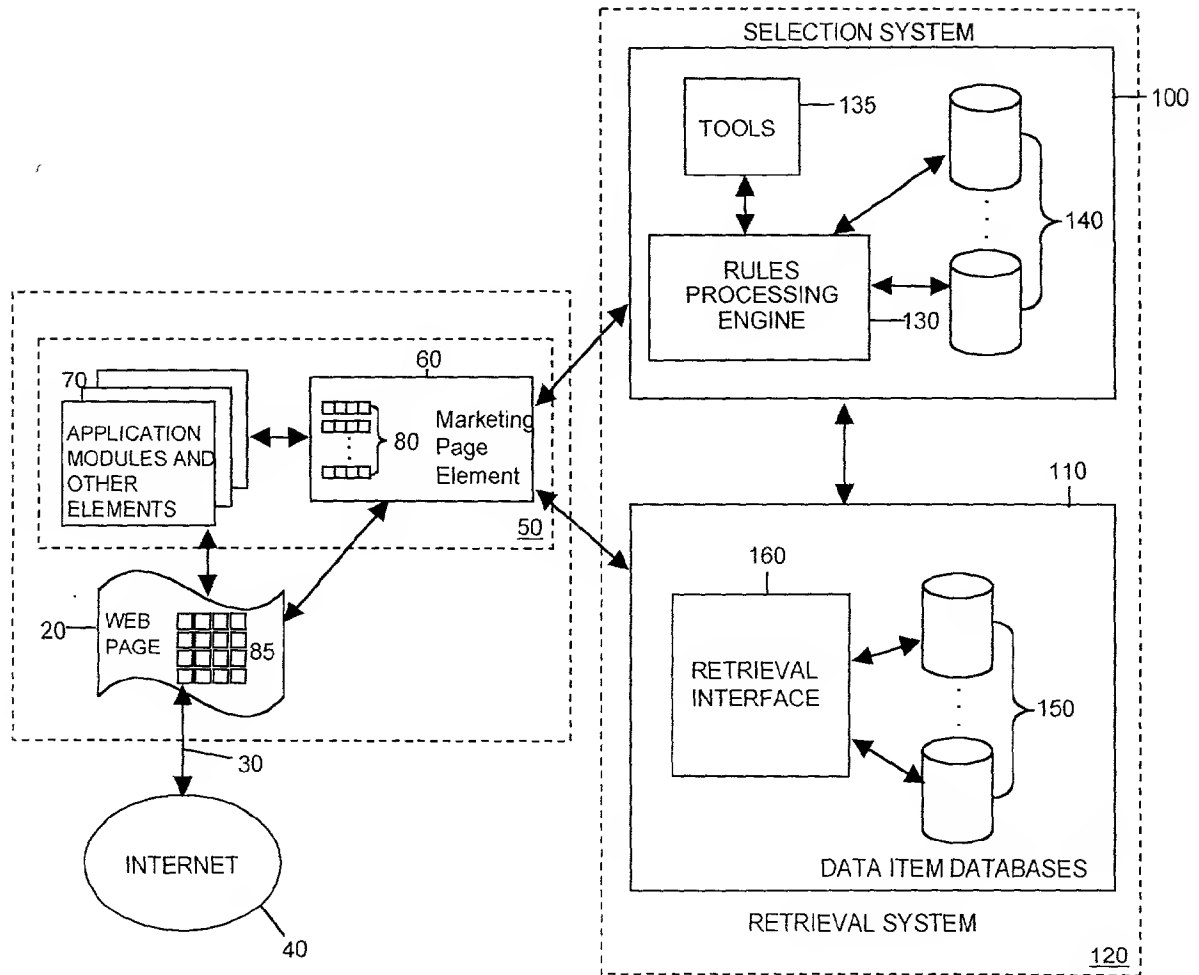 SELECTION SYSTEM
100
TOOLS
135
140
RULES
PROCESSING
ENGINE
130
60
70
APPLICATION
MODULES AND
OTHER
ELEMENTS
80
Marketing
Page
Element
50
110
20
WEB
PAGE
85
160
RETRIEVAL
INTERFACE
150
30
INTERNET
40
DATA ITEM DATABASES
RETRIEVAL SYSTEM
120